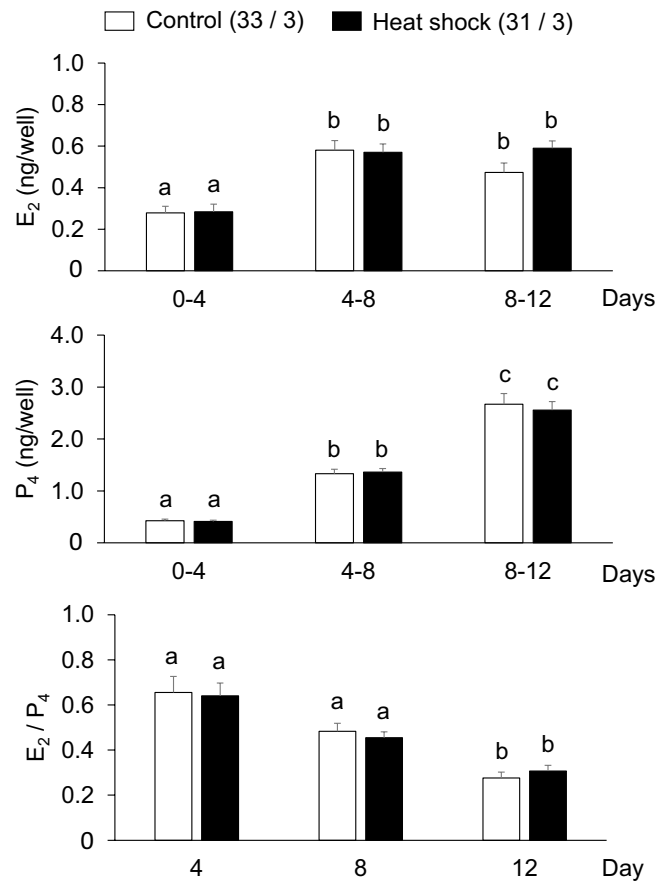 Control (33 / 3) Heat shock (31 / 3)
1.0
0.8
0.6
0.4
0.2
0
E₂ (ng/well)
a a b b b b
0-4 4-8 8-12 Days
4.0
3.0
2.0
1.0
0
P₄ (ng/well)
a a b b c c
0-4 4-8 8-12 Days
1.0
0.8
0.6
0.4
0.2
0
E₂ / P₄
a a a a b b
4 8 12 Day